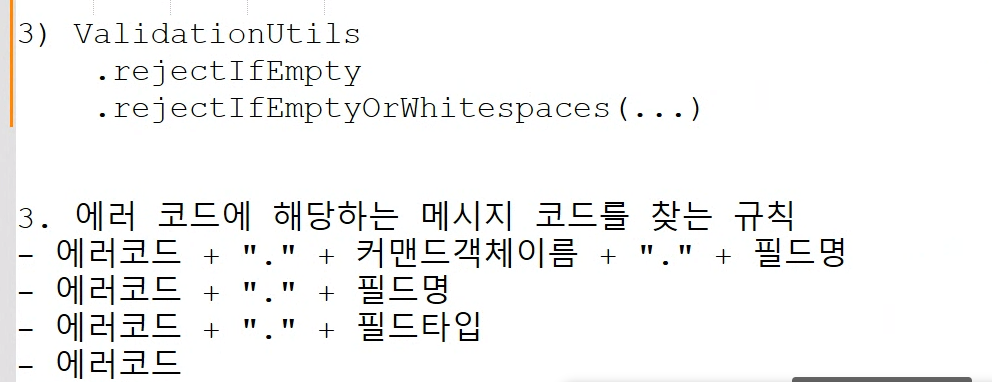 3) ValidationUtils
.rejectIfEmpty
.rejectIfEmptyOrWhitespaces(...)
3. 에러 코드에 해당하는 메시지 코드를 찾는 규칙
- 에러코드 + "." + 커맨드객체이름 + "." + 필드명
- 에러코드 + "." + 필드명
- 에러코드 + "." + 필드타입
- 에러코드